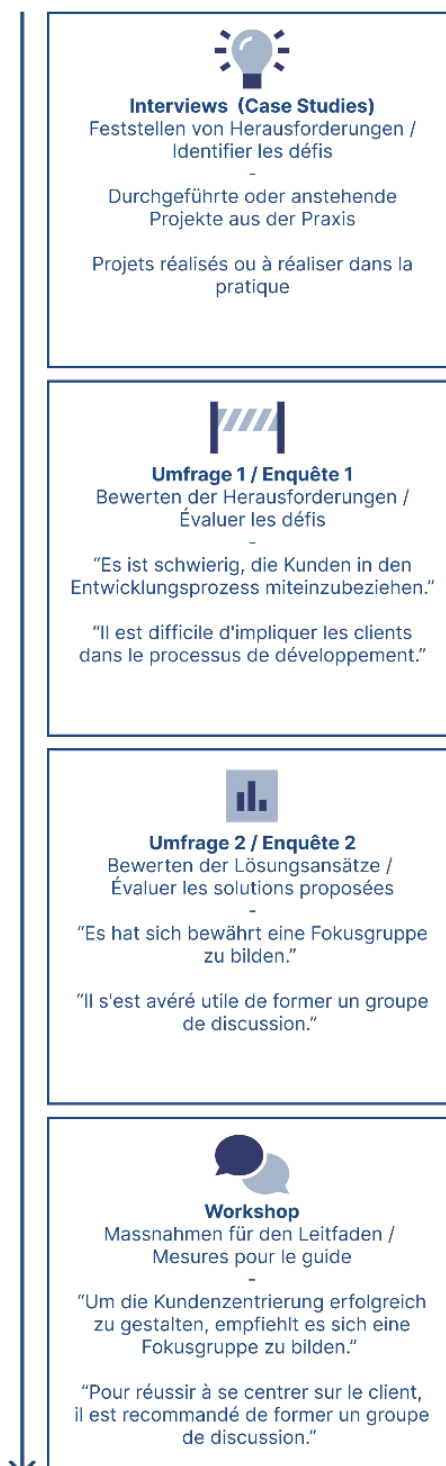 Interviews (Case Studies)
Feststellen von Herausforderungen /
Identifier les défis
-
Durchgeführte oder anstehende
Projekte aus der Praxis
Projets réalisés ou à réaliser dans la
pratique
Umfrage 1 / Enquête 1
Bewerten der Herausforderungen /
Évaluer les défis
-
“Es ist schwierig, die Kunden in den
Entwicklungsprozess miteinzubeziehen.”
“Il est difficile d'impliquer les clients
dans le processus de développement.”
Umfrage 2 / Enquête 2
Bewerten der Lösungsansätze /
Évaluer les solutions proposées
-
“Es hat sich bewährt eine Fokusgruppe
zu bilden.”
“Il s'est avéré utile de former un groupe
de discussion.”
Workshop
Massnahmen für den Leitfaden /
Mesures pour le guide
-
“Um die Kundenzentrierung erfolgreich
zu gestalten, empfiehlt es sich eine
Fokusgruppe zu bilden.”
“Pour réussir à se centrer sur le client,
il est recommandé de former un groupe
de discussion.”